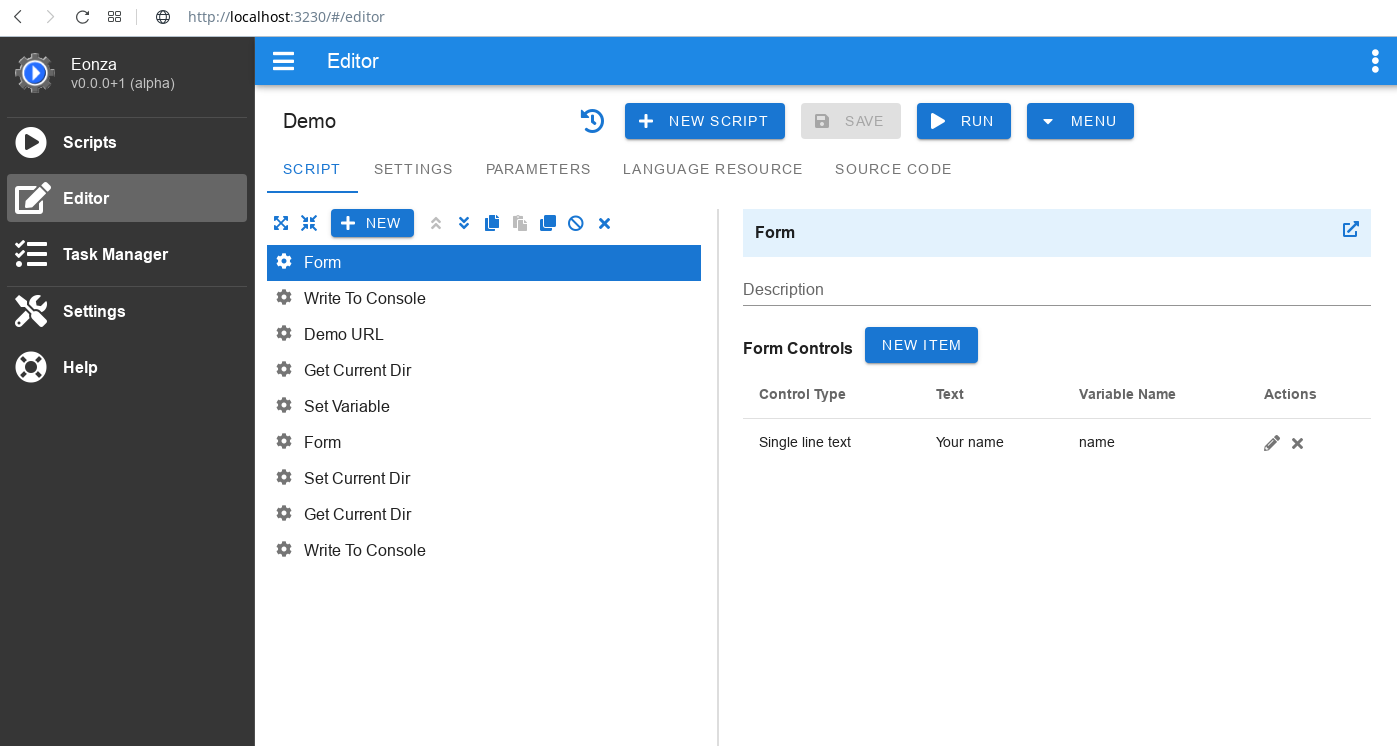 http://localhost:3230/#/editor
Eonza
v0.0.0+1 (alpha)
Scripts
Editor
Task Manager
Settings
Help
Editor
Demo
NEW SCRIPT
SAVE
RUN
MENU
SCRIPT SETTINGS PARAMETERS LANGUAGE RESOURCE SOURCE CODE
NEW
Form
Write To Console
Demo URL
Get Current Dir
Set Variable
Form
Set Current Dir
Get Current Dir
Write To Console
Form
Description
Form Controls NEW ITEM
Control Type Text Variable Name Actions
Single line text Your name name